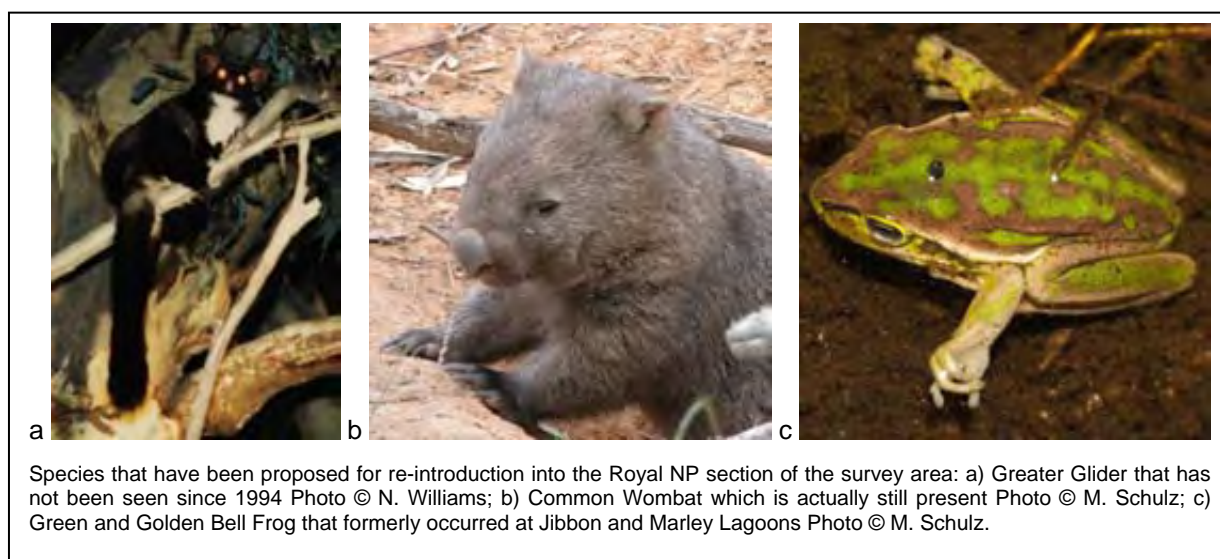 a
b
c
Species that have been proposed for re-introduction into the Royal NP section of the survey area: a) Greater Glider that has
not been seen since 1994 Photo © N. Williams; b) Common Wombat which is actually still present Photo © M. Schulz; c)
Green and Golden Bell Frog that formerly occurred at Jibbon and Marley Lagoons Photo © M. Schulz.